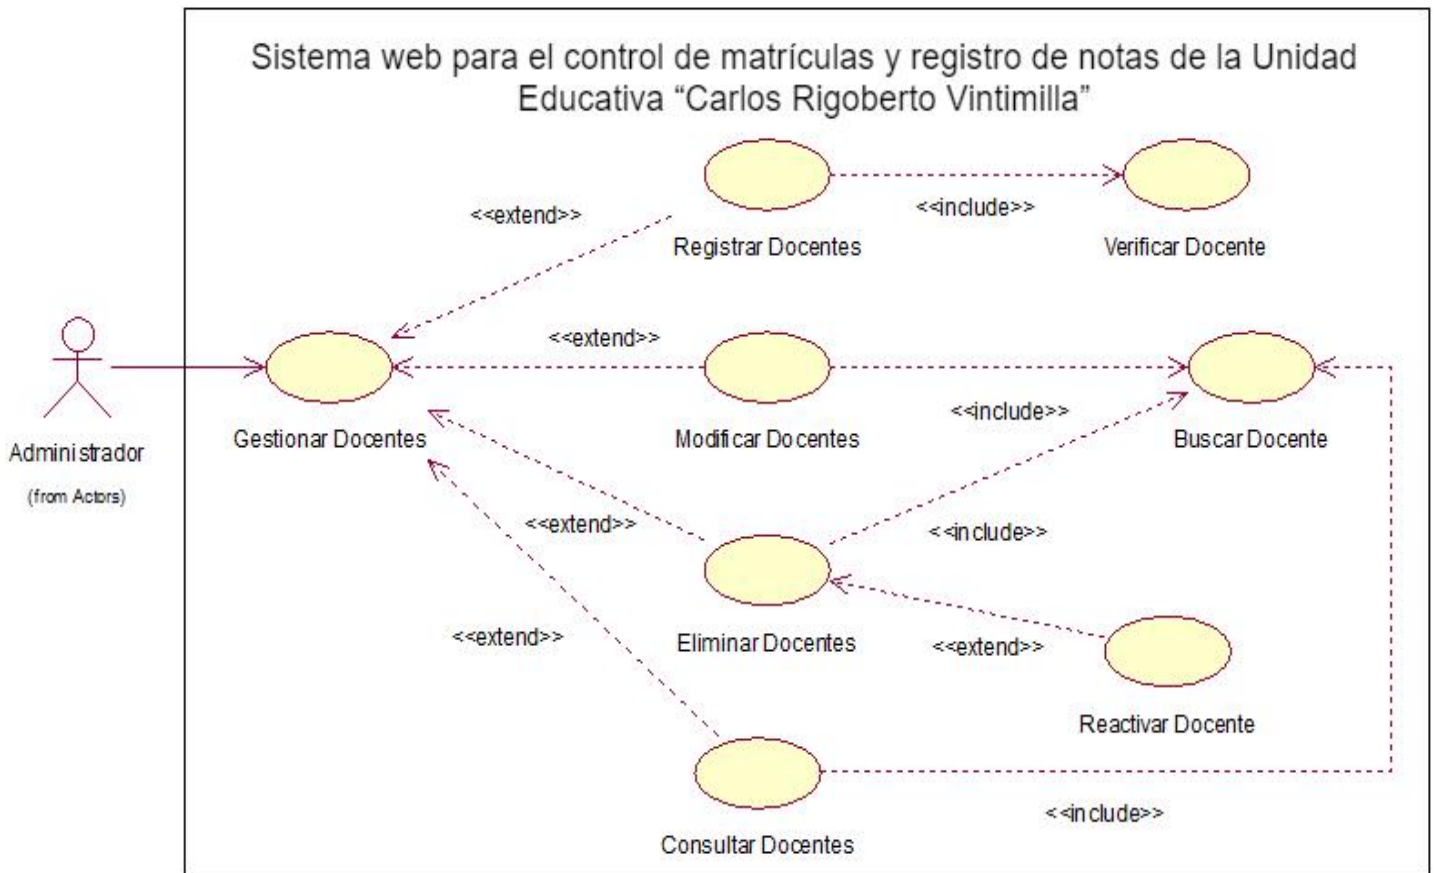 Sistema web para el control de matrículas y registro de notas de la Unidad
Educativa “Carlos Rigoberto Vintimilla”
<<extend>>
<<include>>
Registrar Docentes
Verificar Docente
<<extend>>
Gestionar Docentes
Modificar Docentes
<<include>>
Buscar Docente
Administrador
(from Actors)
<<extend>>
<<include>>
<<extend>>
Eliminar Docentes
<<extend>>
Reactivar Docente
<<include>>
Consultar Docentes